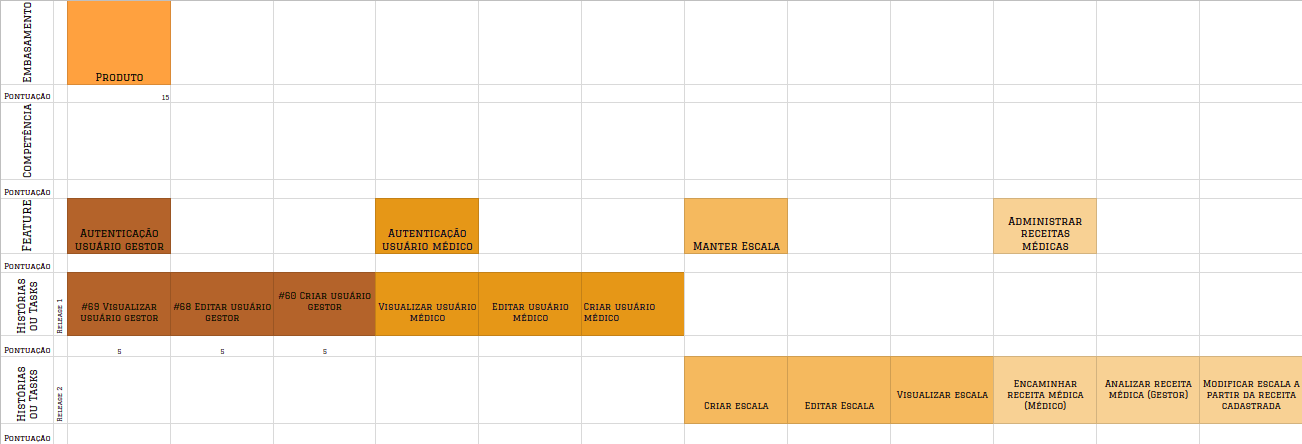 Embasamento
Produto
Pontuação
15
Competência
Pontuação
Feature
Autenticação
usuário gestor
Autenticação
usuário médico
Manter Escala
Administrar
receitas
médicas
Pontuação
Histórias
ou Tasks
Release 1
#69 Visualizar
usuário gestor
#68 Editar usuário
gestor
#60 Criar usuário
gestor
Visualizar usuário
médico
Editar usuário
médico
Criar usuário
médico
Pontuação
5
5
5
Histórias
ou Tasks
Release 2
Criar escala
Editar Escala
Visualizar escala
Encaminhar
receita médica
(Médico)
Analizar receita
médica (Gestor)
Modificar escala a
partir da receita
cadastrada
Pontuação